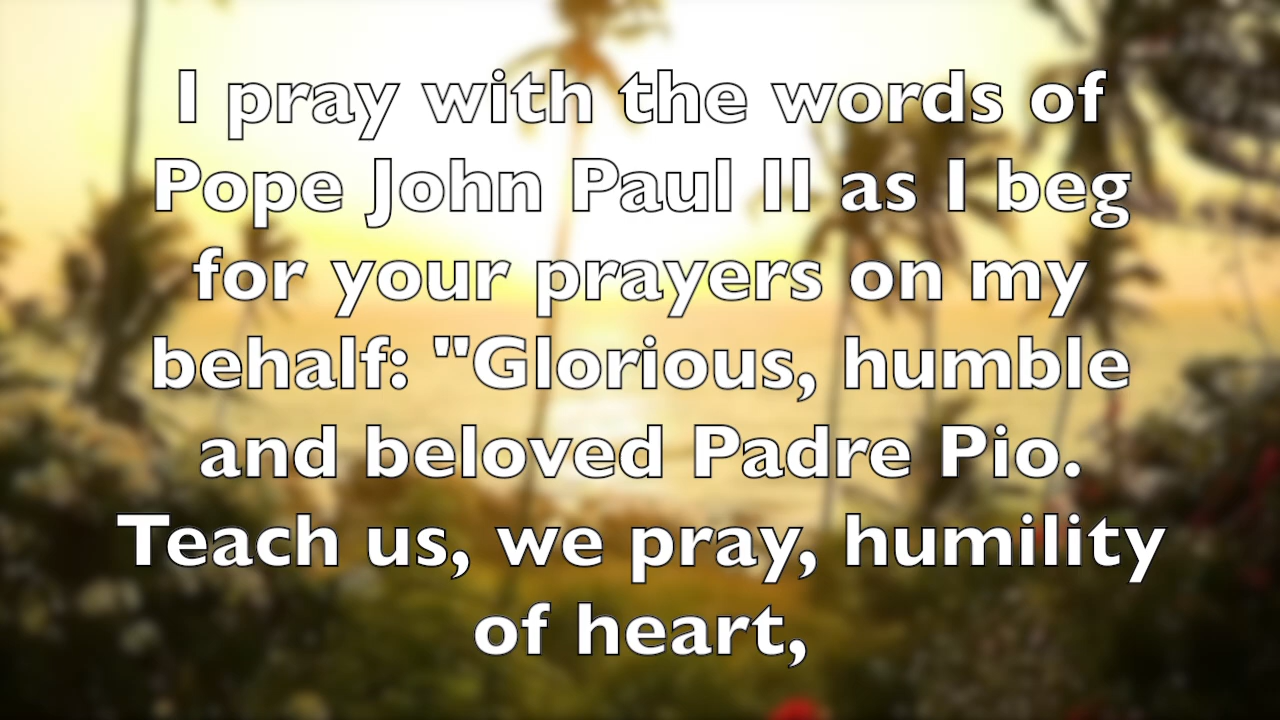 I pray with the words of
Pope John Paul II as I beg
for your prayers on my
behalf: "Glorious, humble
and beloved Padre Pio.
Teach us, we pray, humility
of heart,